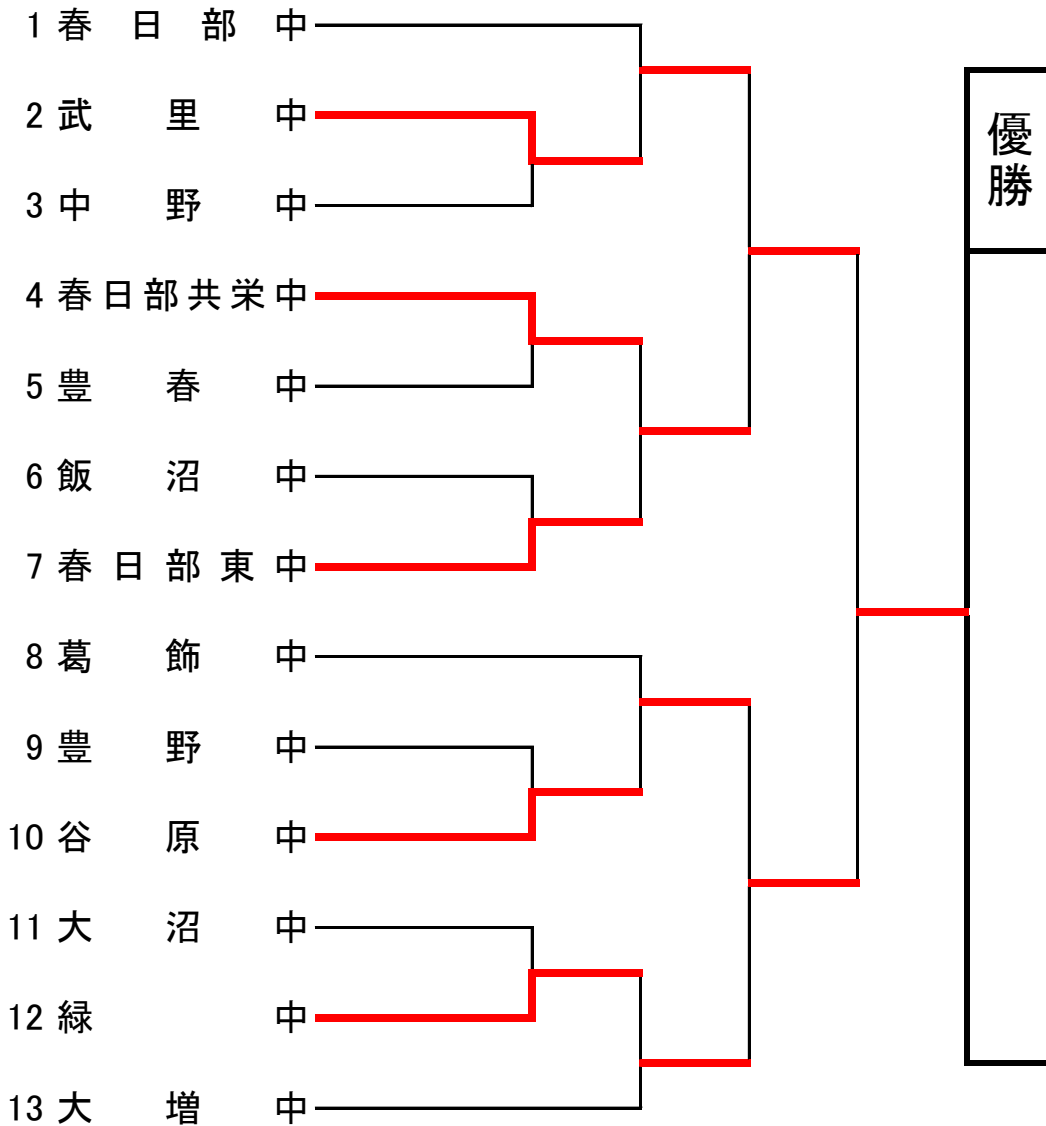 1 春日部中
2 武里中
3 中野中
4 春日部共栄中
5 豊春中
6 飯沼中
7 春日部東中
8 葛飾中
9 豊野中
10 谷原中
11 大沼中
12 緑中
13 大増中
優勝